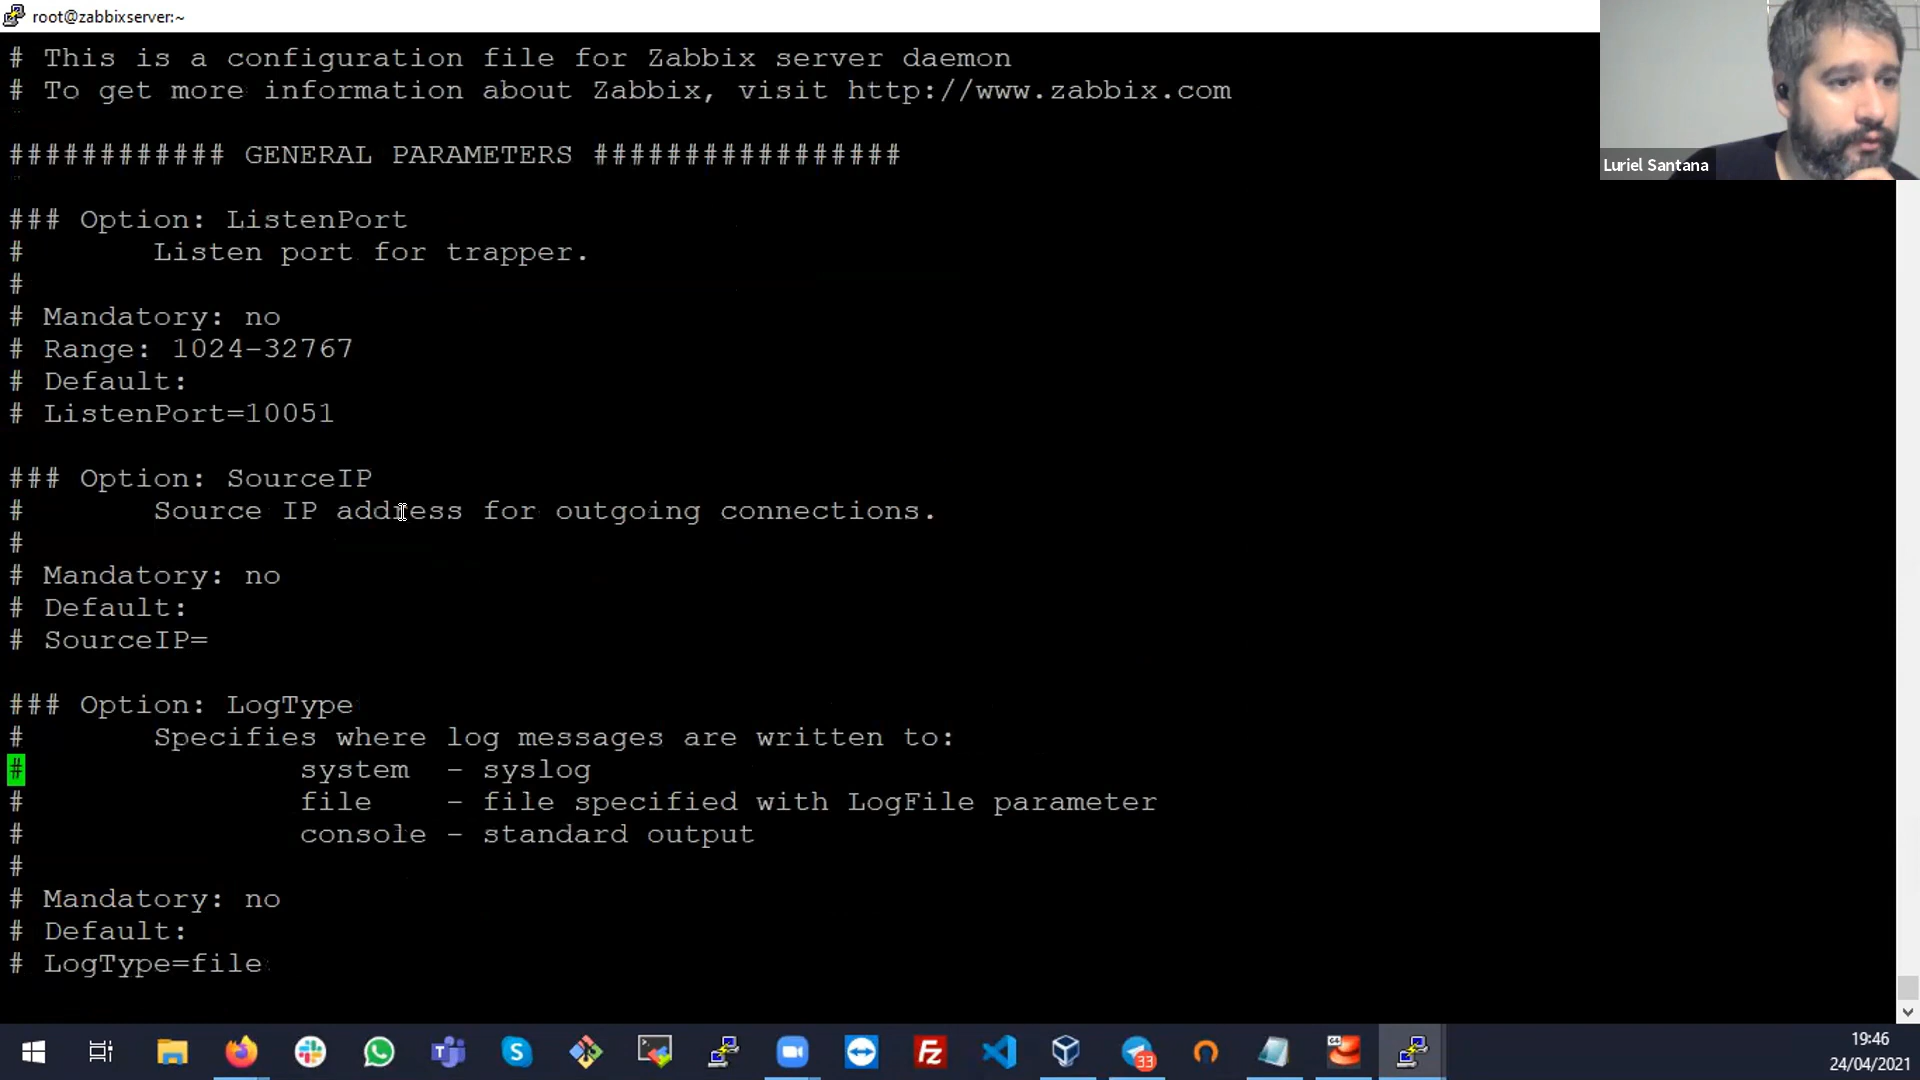 root@zabbixserver:~
# This is a configuration file for Zabbix server daemon
# To get more information about Zabbix, visit http://www.zabbix.com
############ GENERAL PARAMETERS #################
### Option: ListenPort
#       Listen port for trapper.
#
# Mandatory: no
# Range: 1024-32767
# Default:
# ListenPort=10051
### Option: SourceIP
#       Source IP address for outgoing connections.
#
# Mandatory: no
# Default:
# SourceIP=
### Option: LogType
#       Specifies where log messages are written to:
#               system  - syslog
#               file    - file specified with LogFile parameter
#               console - standard output
#
# Mandatory: no
# Default:
# LogType=file
Luriel Santana
33
19:46
24/04/2021